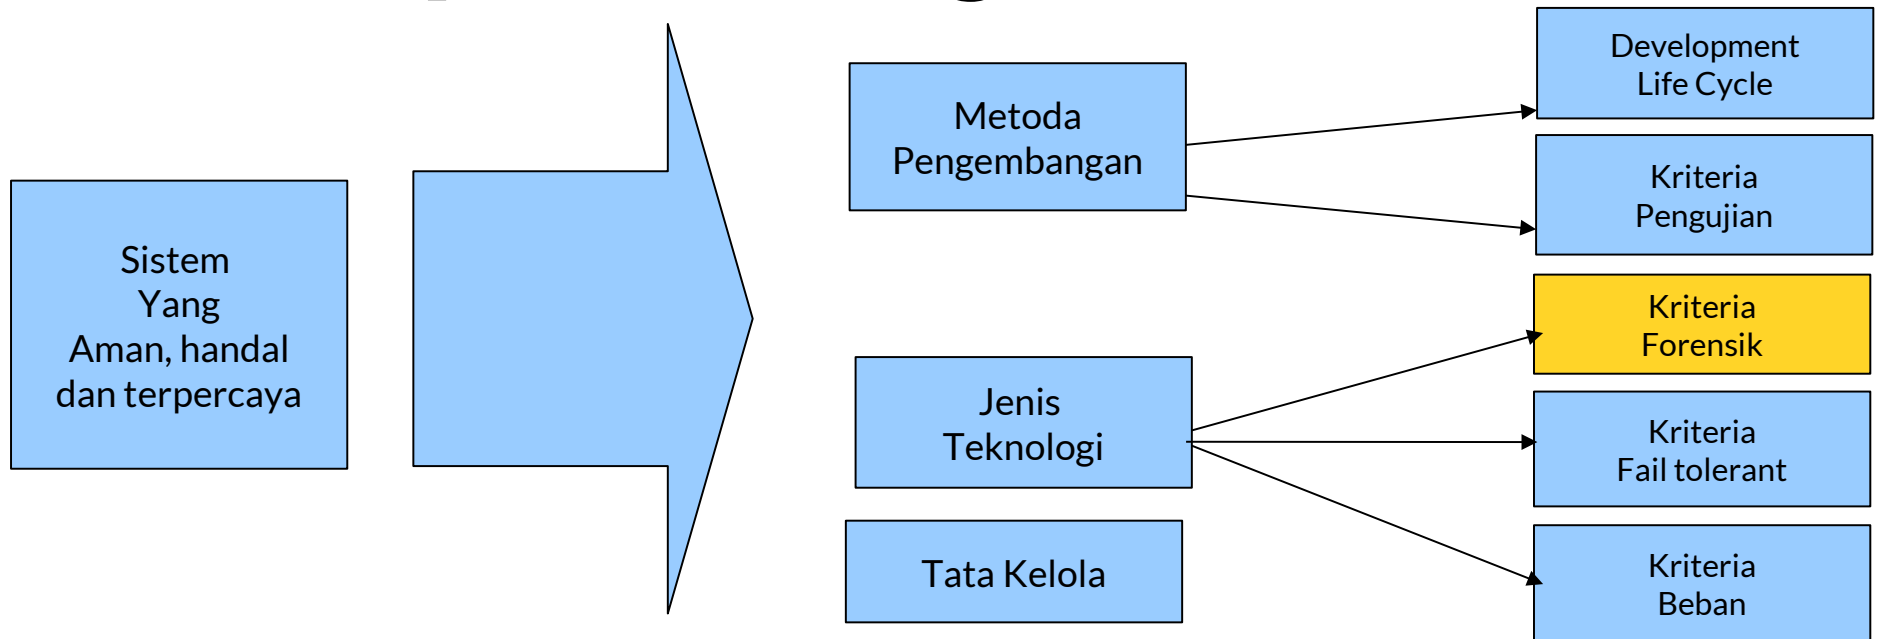 Sistem
Yang
Aman, handal
dan terpercaya
Metoda
Pengembangan
Jenis
Teknologi
Tata Kelola
Development
Life Cycle
Kriteria
Pengujian
Kriteria
Forensik
Kriteria
Fail tolerant
Kriteria
Beban